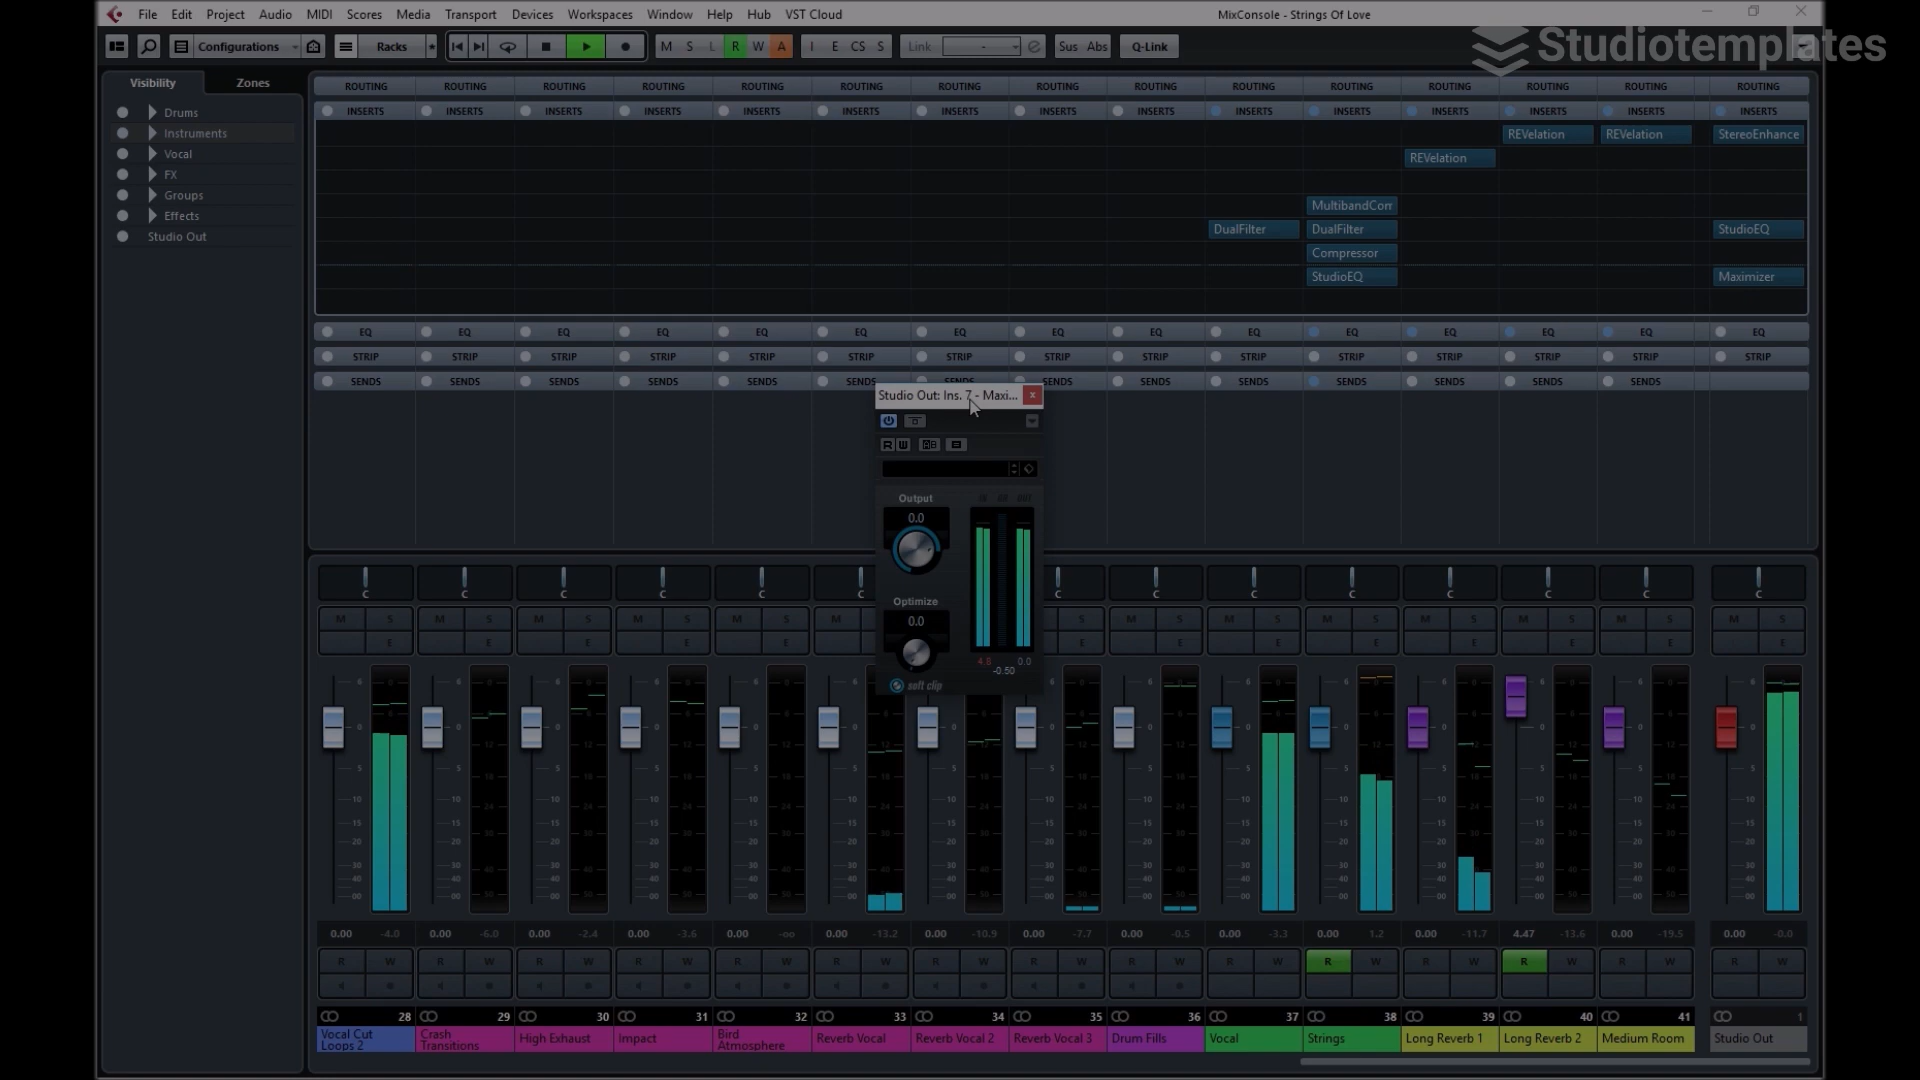 File Edit Project Audio MIDI Scores Media Transport Devices Workspaces Window Help Hub VST Cloud MixConsole - Strings Of Love
Studiotemplates
Configurations Racks M S L R W A I E CS S Link - Sus Abs Q-Link
Visibility Zones
Drums
Instruments
Vocal
FX
Groups
Effects
Studio Out
ROUTING ROUTING ROUTING ROUTING ROUTING ROUTING ROUTING ROUTING ROUTING ROUTING ROUTING ROUTING ROUTING ROUTING ROUTING
INSERTS INSERTS INSERTS INSERTS INSERTS INSERTS INSERTS INSERTS INSERTS INSERTS INSERTS INSERTS INSERTS INSERTS INSERTS
REVelation REVelation StereoEnhance
REVelation
MultibandCom
DualFilter DualFilter StudioEQ
Compressor
StudioEQ Maximizer
EQ EQ EQ EQ EQ EQ EQ EQ EQ EQ EQ EQ EQ EQ EQ
STRIP STRIP STRIP STRIP STRIP STRIP STRIP STRIP STRIP STRIP STRIP STRIP STRIP STRIP STRIP
SENDS SENDS SENDS SENDS SENDS SENDS SENDS SENDS SENDS SENDS SENDS SENDS SENDS SENDS
Studio Out: Ins. 7 - Maxi... x
R W
Output
0.0
Optimize
0.0
4.8 0.0
-0.50
soft clip
C C C C C C C C C C C C C
M S M S M S M S M S M S M S M S M S M S M S M S M S
E E E E E E E E E E E E E
0.00 -4.0 0.00 -6.0 0.00 -2.4 0.00 -3.6 0.00 -oo 0.00 -13.2 0.00 -10.9 0.00 -7.7 0.00 -0.5 0.00 -3.3 0.00 1.2 0.00 -11.7 4.47 -13.6 0.00 -19.5 0.00 -0.0
R W R W R W R W R W R W R W R W R W R W R W R W R W R W R W
28 29 30 31 32 33 34 35 36 37 38 39 40 41 1
Vocal Cut Loops 2
Crash Transitions
High Exhaust
Impact
Bird Atmosphere
Reverb Vocal
Reverb Vocal 2
Reverb Vocal 3
Drum Fills
Vocal
Strings
Long Reverb 1
Long Reverb 2
Medium Room
Studio Out